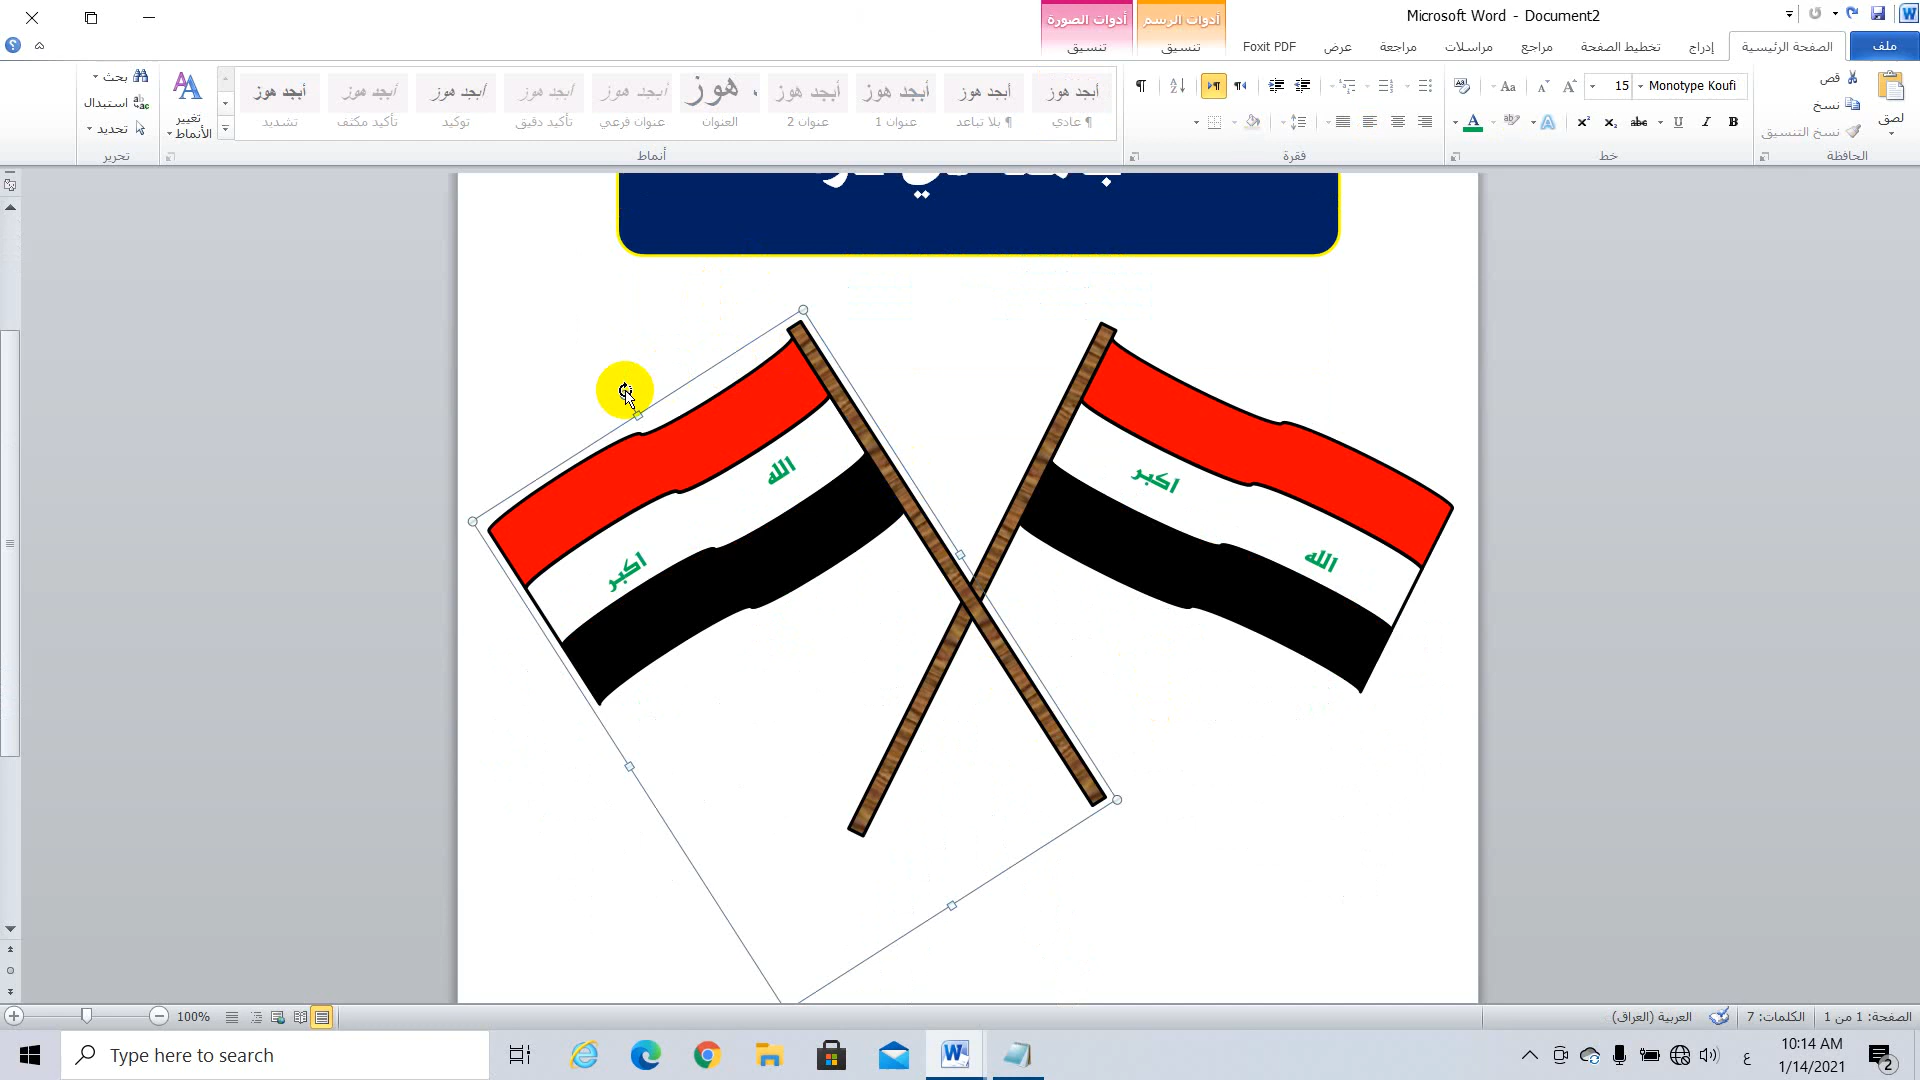 Microsoft Word - Document2
أدوات الرسم
أدوات الصورة
ملف
الصفحة الرئيسية
إدراج
تخطيط الصفحة
مراجع
مراسلات
مراجعة
عرض
Foxit PDF
تنسيق
تنسيق
لصق
قص
نسخ
نسخ التنسيق
الحافظة
Monotype Koufi
15
خط
فقرة
أبجد هوز
¶ عادي
أبجد هوز
¶ بلا تباعد
أبجد هوز
عنوان 1
أبجد هوز
عنوان 2
هوز
العنوان
أبجد هوز
عنوان فرعي
أبجد هوز
تأكيد دقيق
أبجد هوز
توكيد
أبجد هوز
تأكيد مكثف
أبجد هوز
تشديد
أنماط
تغيير
الأنماط
بحث
استبدال
تحديد
تحرير
الله
اكبر
اكبر
الله
الصفحة: 1 من 1
الكلمات: 7
العربية (العراق)
100%
Type here to search
ع
10:14 AM
1/14/2021
2